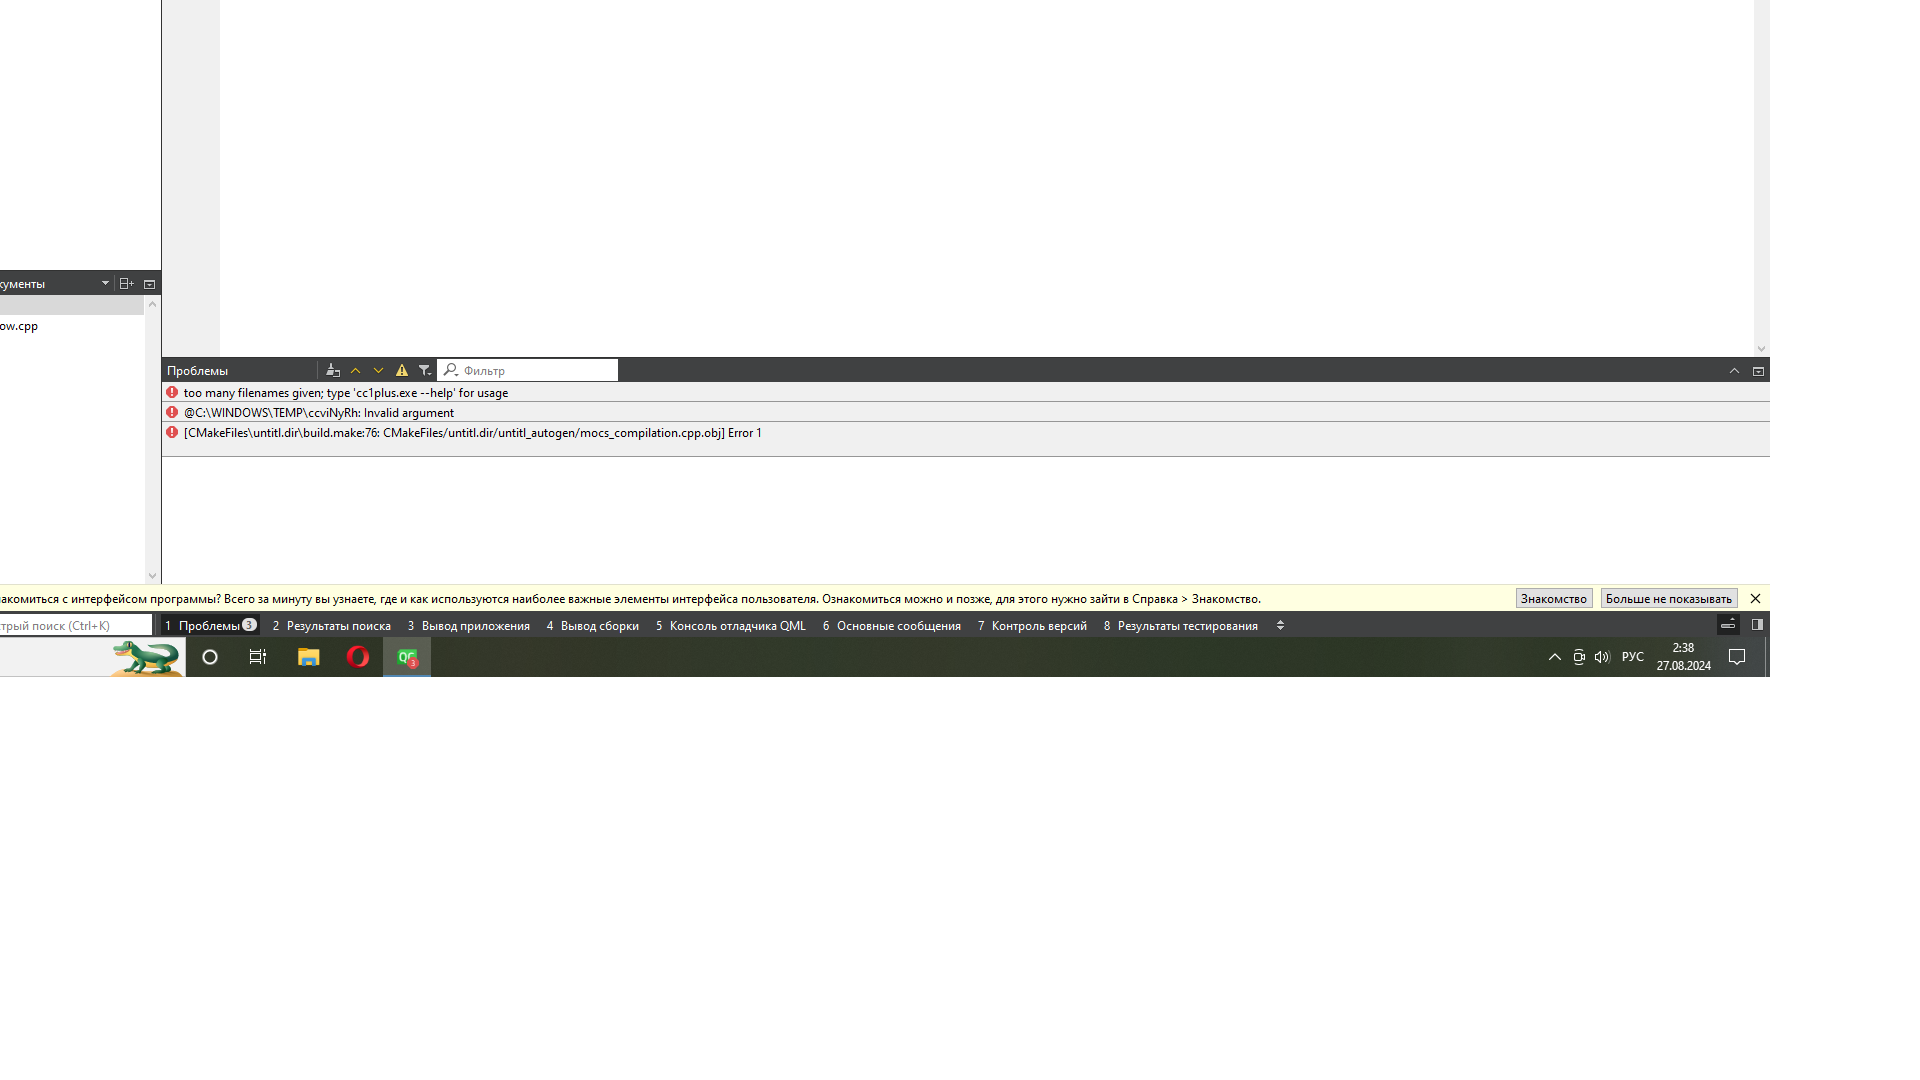 кументы
ow.cpp
Проблемы
Фильтр
too many filenames given; type 'cc1plus.exe --help' for usage
@C:\WINDOWS\TEMP\ccviNyRh: Invalid argument
[CMakeFiles\untitl.dir\build.make:76: CMakeFiles/untitl.dir/untitl_autogen/mocs_compilation.cpp.obj] Error 1
акомиться с интерфейсом программы? Всего за минуту вы узнаете, где и как используются наиболее важные элементы интерфейса пользователя. Ознакомиться можно и позже, для этого нужно зайти в Справка > Знакомство.
Знакомство
Больше не показывать
трый поиск (Ctrl+K)
1 Проблемы 3
2 Результаты поиска
3 Вывод приложения
4 Вывод сборки
5 Консоль отладчика QML
6 Основные сообщения
7 Контроль версий
8 Результаты тестирования
QC
3
РУС
2:38
27.08.2024